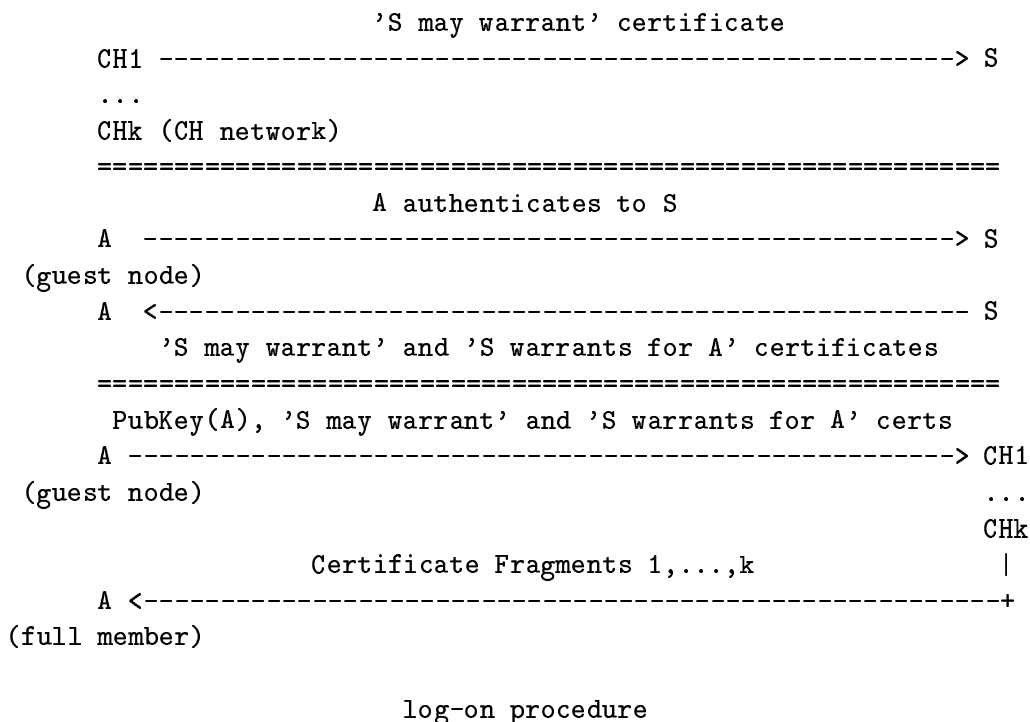 'S may warrant' certificate
CH1 ----------------------------------------------------> S
...
CHk (CH network)
===========================================================
A authenticates to S
A -----------------------------------------------------> S
(guest node)
A <----------------------------------------------------- S
'S may warrant' and 'S warrants for A' certificates
===========================================================
PubKey(A), 'S may warrant' and 'S warrants for A' certs
A ------------------------------------------------------> CH1
(guest node) ...
CHk
Certificate Fragments 1,...,k |
A <--------------------------------------------------------+
(full member)
log-on procedure